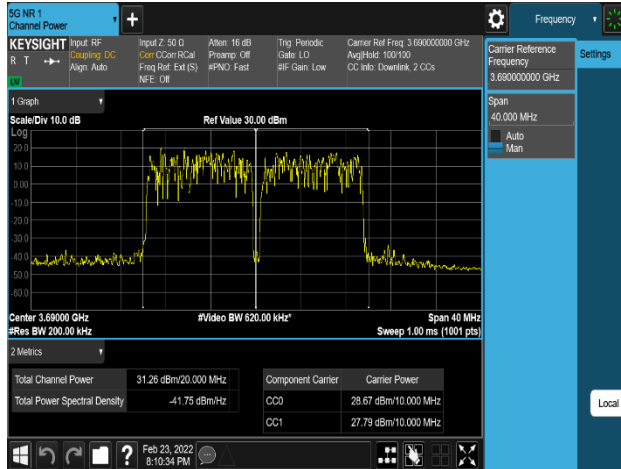 5G NR 1
Channel Power
Frequency
KEYSIGHT
R T
LW
Input: RF
Coupling: DC
Align: Auto
Input Z: 50 Ω
Corr CCorr RCal
Freq Ref: Ext (S)
NFE: Off
Atten: 16 dB
Preamp: Off
#PNO: Fast
Trig: Periodic
Gate: LO
#IF Gain: Low
Carrier Ref Freq: 3.690000000 GHz
Avg|Hold: 100/100
CC Info: Downlink, 2 CCs
Carrier Reference
Frequency
3.690000000 GHz
Settings
Span
40.000 MHz
Auto
Man
1 Graph
Scale/Div 10.0 dB
Ref Value 30.00 dBm
Log
20.0
10.0
0.00
-10.0
-20.0
-30.0
-40.0
-50.0
-60.0
Center 3.69000 GHz
#Video BW 620.00 kHz*
Span 40 MHz
#Res BW 200.00 kHz
Sweep 1.00 ms (1001 pts)
2 Metrics
Total Channel Power
31.26 dBm/20.000 MHz
Total Power Spectral Density
-41.75 dBm/Hz
Component Carrier
Carrier Power
CC0
28.67 dBm/10.000 MHz
CC1
27.79 dBm/10.000 MHz
Local
?
Feb 23, 2022
8:10:34 PM